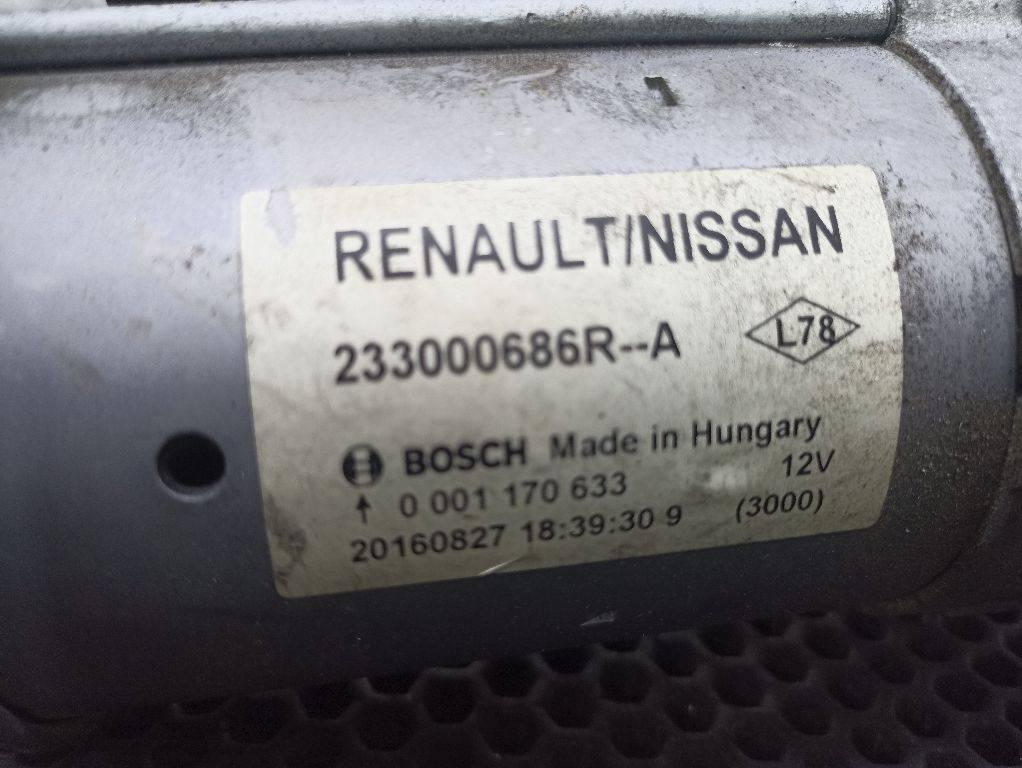 RENAULT/NISSAN
233000686R--A
L78
BOSCH Made in Hungary
0 001 170 633 12V
20160827 18:39:30 9 (3000)